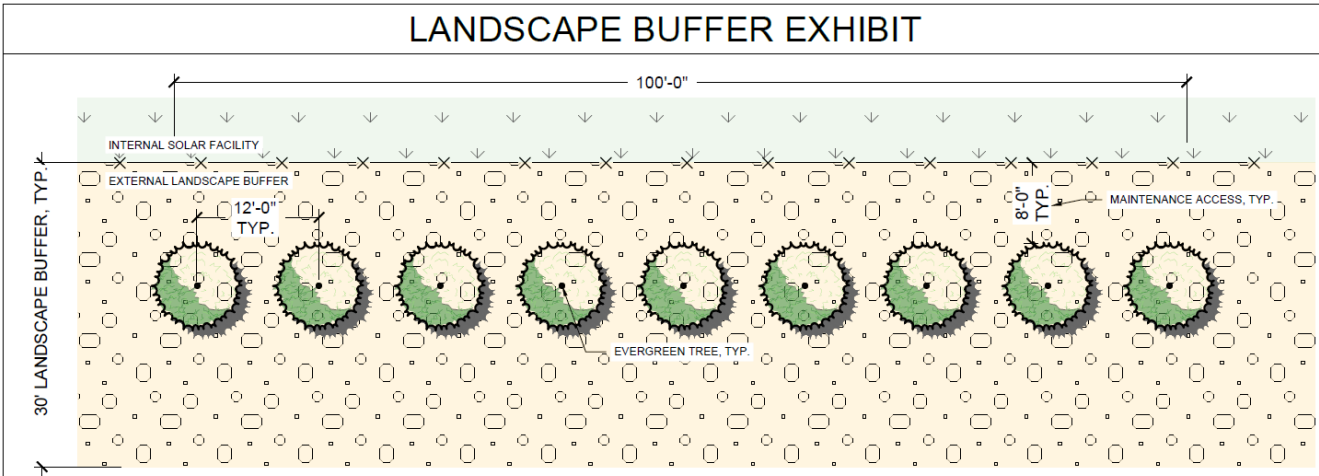 LANDSCAPE BUFFER EXHIBIT
100'-0"
INTERNAL SOLAR FACILITY
EXTERNAL LANDSCAPE BUFFER
12'-0"
TYP.
8'-0"
TYP.
MAINTENANCE ACCESS, TYP.
30' LANDSCAPE BUFFER, TYP.
EVERGREEN TREE, TYP.